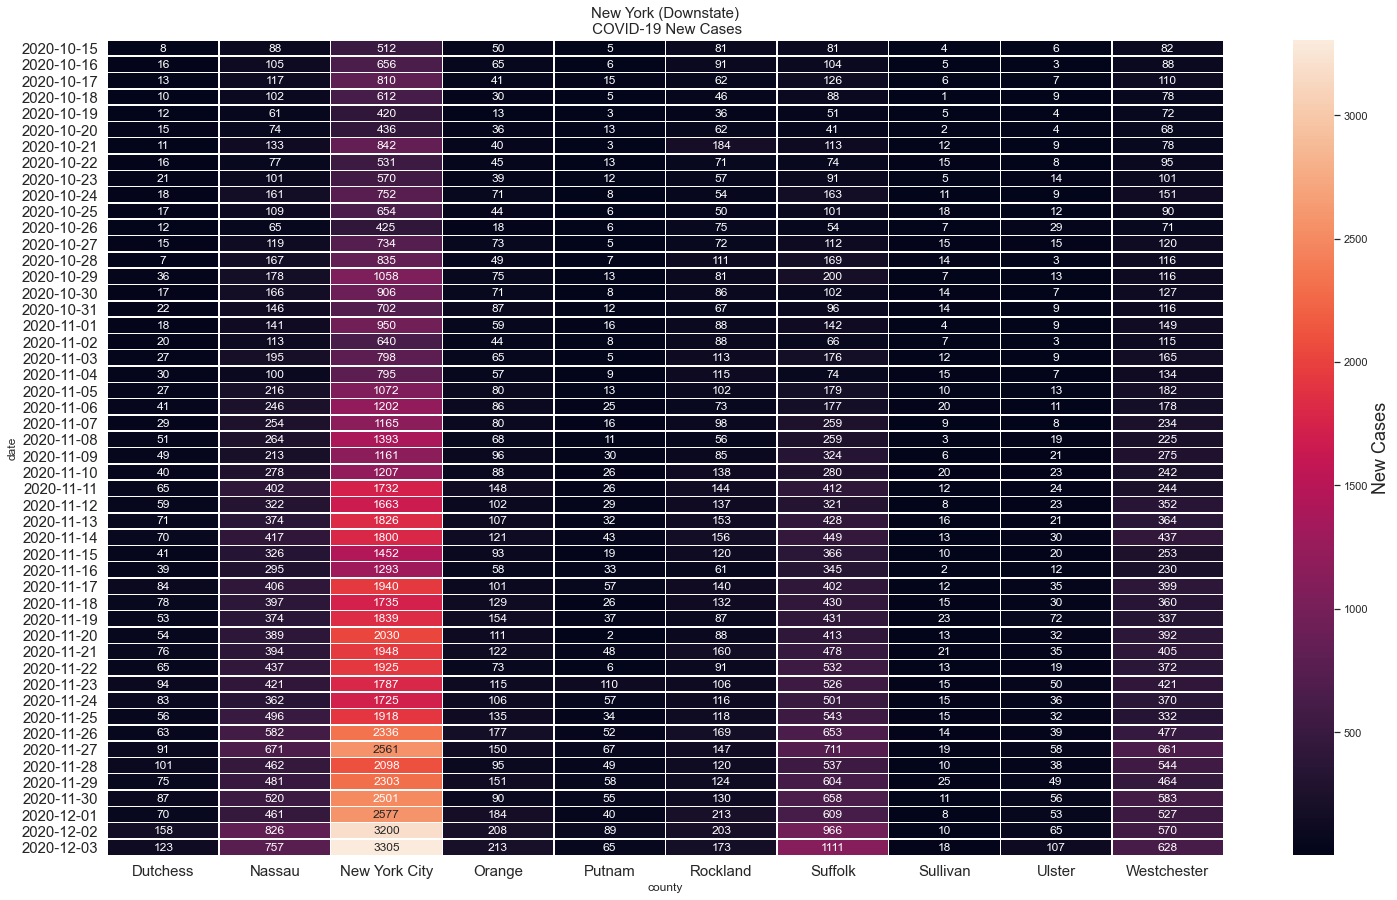 New York (Downstate)
COVID-19 New Cases
2020-10-15 8 88 512 50 5 81 81 4 6 82
2020-10-16 16 105 656 65 6 91 104 5 3 88
2020-10-17 13 117 810 41 15 62 126 6 7 110
2020-10-18 10 102 612 30 5 46 88 1 9 78
2020-10-19 12 61 420 13 3 36 51 5 4 72
2020-10-20 15 74 436 36 13 62 41 2 4 68
2020-10-21 11 133 842 40 3 184 113 12 9 78
2020-10-22 16 77 531 45 13 71 74 15 8 95
2020-10-23 21 101 570 39 12 57 91 5 14 101
2020-10-24 18 161 752 71 8 54 163 11 9 151
2020-10-25 17 109 654 44 6 50 101 18 12 90
2020-10-26 12 65 425 18 6 75 54 7 29 71
2020-10-27 15 119 734 73 5 72 112 15 15 120
2020-10-28 7 167 835 49 7 111 169 14 3 116
2020-10-29 36 178 1058 75 13 81 200 7 13 116
2020-10-30 17 166 906 71 8 86 102 14 7 127
2020-10-31 22 146 702 87 12 67 96 14 9 116
2020-11-01 18 141 950 59 16 88 142 4 9 149
2020-11-02 20 113 640 44 8 88 66 7 3 115
2020-11-03 27 195 798 65 5 113 176 12 9 165
2020-11-04 30 100 795 57 9 115 74 15 7 134
2020-11-05 27 216 1072 80 13 102 179 10 13 182
2020-11-06 41 246 1202 86 25 73 177 20 11 178
2020-11-07 29 254 1165 80 16 98 259 9 8 234
2020-11-08 51 264 1393 68 11 56 259 3 19 225
2020-11-09 49 213 1161 96 30 85 324 6 21 275
2020-11-10 40 278 1207 88 26 138 280 20 23 242
2020-11-11 65 402 1732 148 26 144 412 12 24 244
2020-11-12 59 322 1663 102 29 137 321 8 23 352
2020-11-13 71 374 1826 107 32 153 428 16 21 364
2020-11-14 70 417 1800 121 43 156 449 13 30 437
2020-11-15 41 326 1452 93 19 120 366 10 20 253
2020-11-16 39 295 1293 58 33 61 345 2 12 230
2020-11-17 84 406 1940 101 57 140 402 12 35 399
2020-11-18 78 397 1735 129 26 132 430 15 30 360
2020-11-19 53 374 1839 154 37 87 431 23 72 337
2020-11-20 54 389 2030 111 2 88 413 13 32 392
2020-11-21 76 394 1948 122 48 160 478 21 35 405
2020-11-22 65 437 1925 73 6 91 532 13 19 372
2020-11-23 94 421 1787 115 110 106 526 15 50 421
2020-11-24 83 362 1725 106 57 116 501 15 36 370
2020-11-25 56 496 1918 135 34 118 543 15 32 332
2020-11-26 63 582 2336 177 52 169 653 14 39 477
2020-11-27 91 671 2561 150 67 147 711 19 58 661
2020-11-28 101 462 2098 95 49 120 537 10 38 544
2020-11-29 75 481 2303 151 58 124 604 25 49 464
2020-11-30 87 520 2501 90 55 130 658 11 56 583
2020-12-01 70 461 2577 184 40 213 609 8 53 527
2020-12-02 158 826 3200 208 89 203 966 10 65 570
2020-12-03 123 757 3305 213 65 173 1111 18 107 628
Dutchess Nassau New York City Orange Putnam Rockland Suffolk Sullivan Ulster Westchester
county
date
3000
2500
2000
1500
1000
500
New Cases